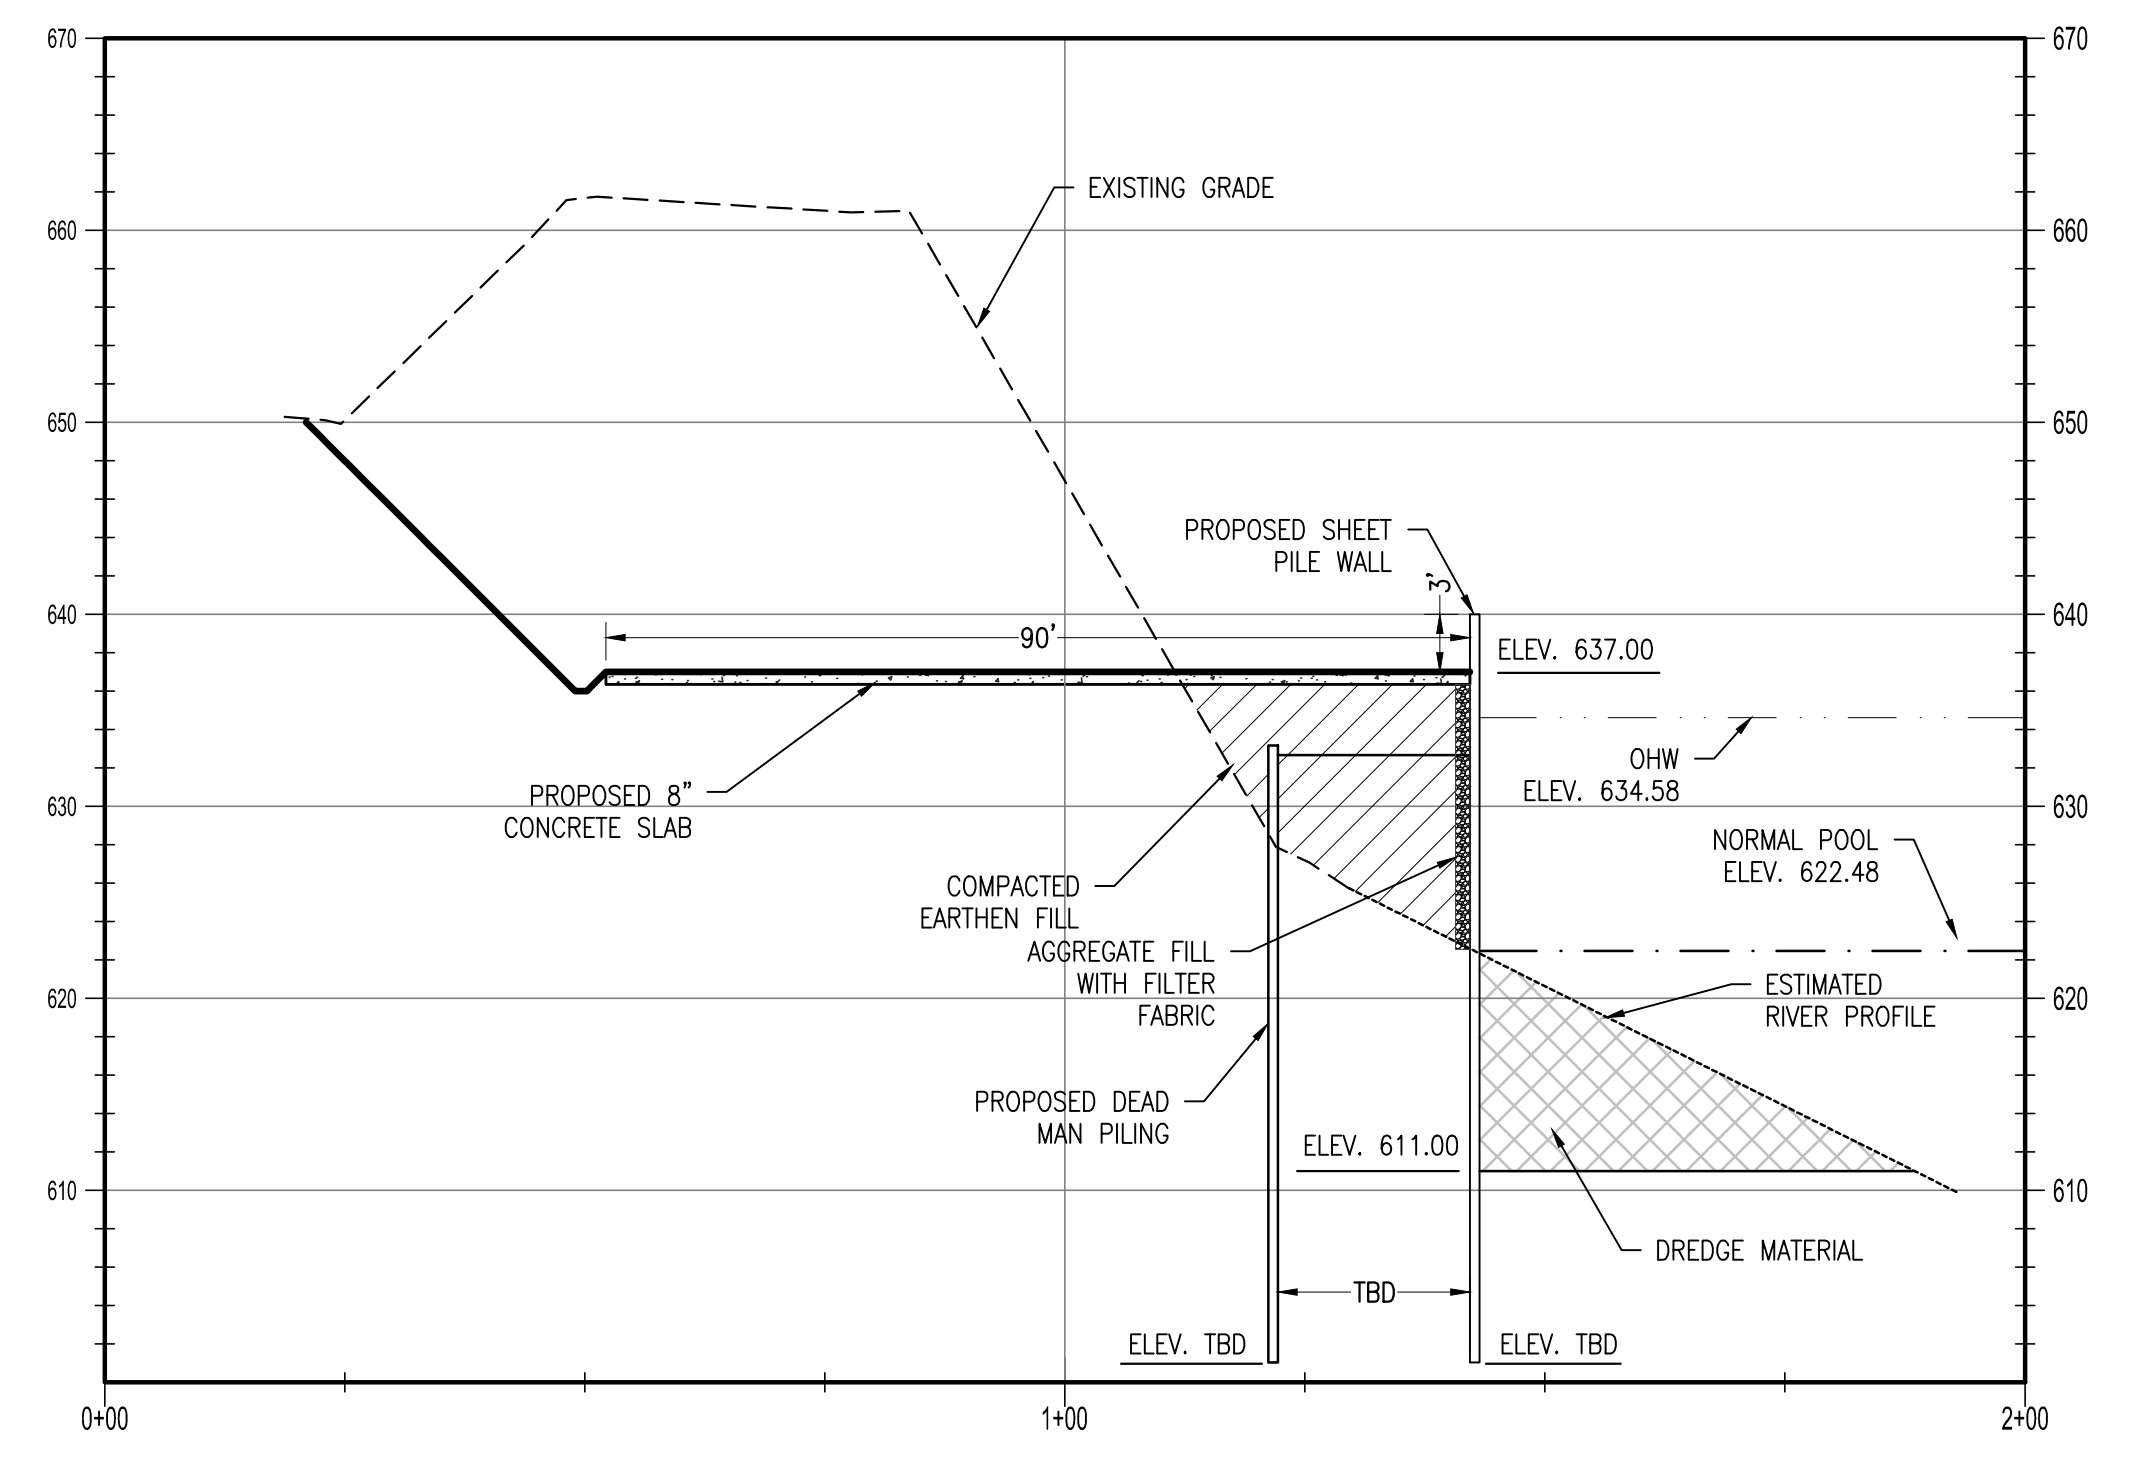 670
670
EXISTING GRADE
660
660
650
650
PROPOSED SHEET
PILE WALL
3'
640
640
90'
ELEV. 637.00
OHW
ELEV. 634.58
PROPOSED 8"
CONCRETE SLAB
630
630
NORMAL POOL
ELEV. 622.48
COMPACTED
EARTHEN FILL
AGGREGATE FILL
WITH FILTER
FABRIC
ESTIMATED
RIVER PROFILE
620
620
PROPOSED DEAD
MAN PILING
ELEV. 611.00
610
610
DREDGE MATERIAL
TBD
ELEV. TBD
ELEV. TBD
0+00
1+00
2+00